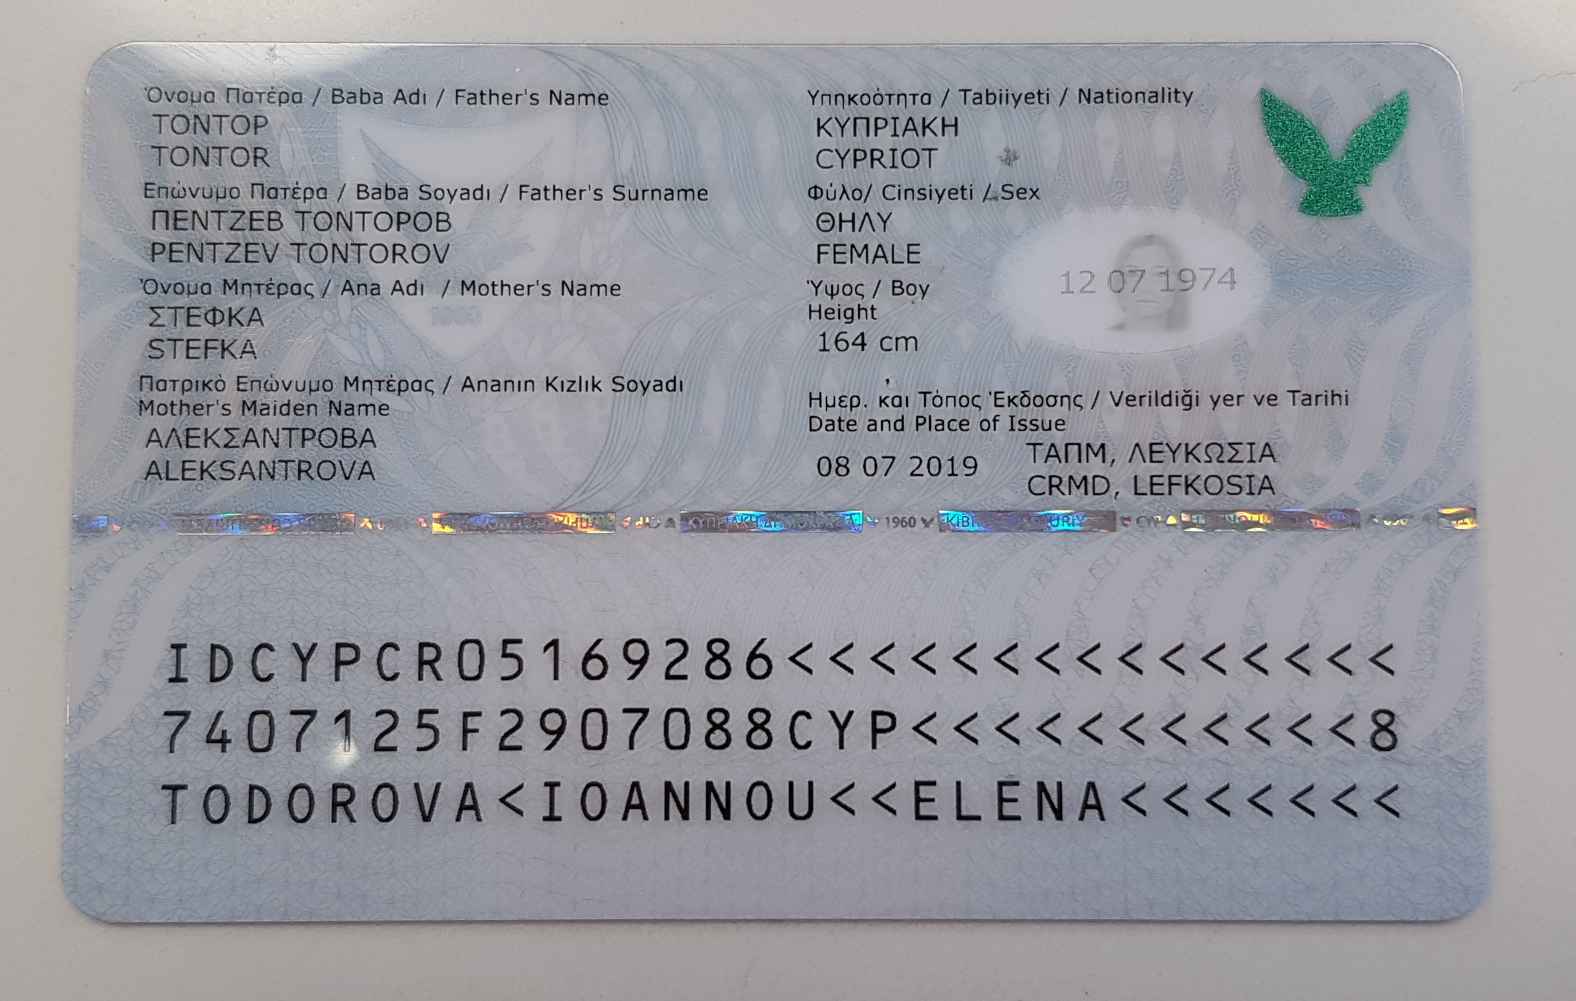 Όνομα Πατέρα / Baba Adı / Father's Name
ΤΟΝΤΟΡ
TONTOR
Επώνυμο Πατέρα / Baba Soyadı / Father's Surname
ΠΕΝΤΖΕΒ ΤΟΝΤΟΡΟΒ
PENTZEV TONTOROV
Όνομα Μητέρας / Ana Adı / Mother's Name
ΣΤΕΦΚΑ
STEFKA
Πατρικό Επώνυμο Μητέρας / Ananın Kızlık Soyadı
Mother's Maiden Name
ΑΛΕΚΣΑΝΤΡΟΒΑ
ALEKSANTROVA
Υπηκοότητα / Tabiiyeti / Nationality
ΚΥΠΡΙΑΚΗ
CYPRIOT
Φύλο/ Cinsiyeti / Sex
ΘΗΛΥ
FEMALE
Ύψος / Boy
Height
164 cm
12 07 1974
Ημερ. και Τόπος Έκδοσης / Verildiği yer ve Tarihi
Date and Place of Issue
08 07 2019
ΤΑΠΜ, ΛΕΥΚΩΣΙΑ
CRMD, LEFKOSIA
1960
IDCYPCR05169286<<<<<<<<<<<<<<<
7407125F2907088CYP<<<<<<<<<<<8
TODOROVA<IOANNOU<<ELENA<<<<<<<